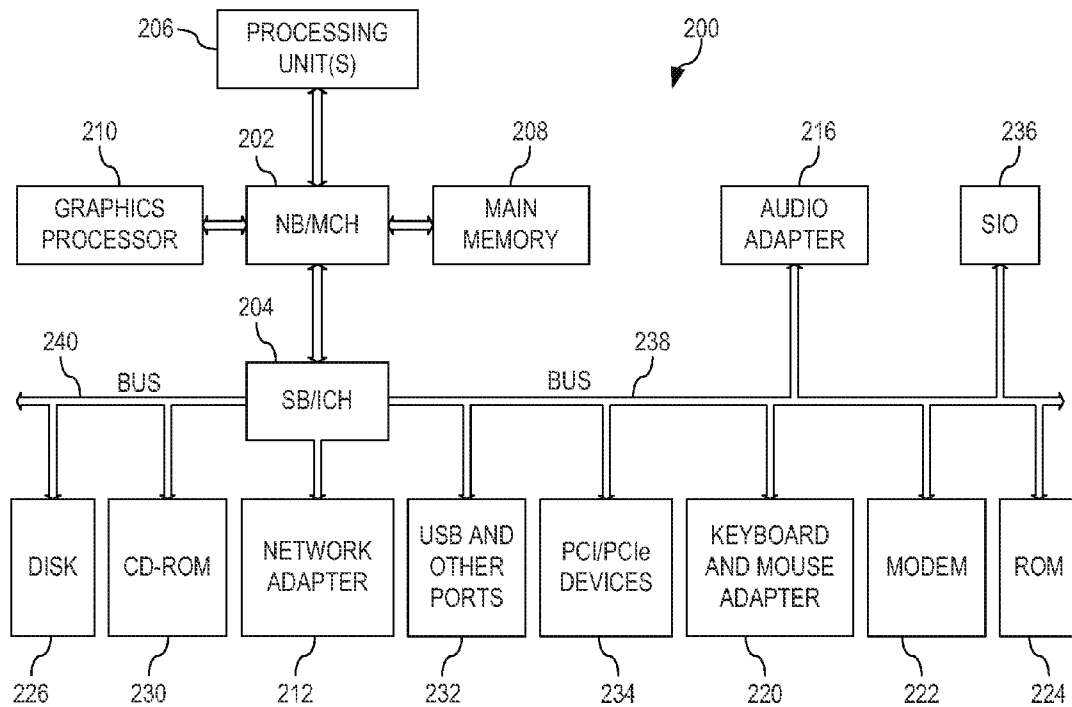 206
PROCESSING
UNIT(S)
200
210
202
208
216
236
GRAPHICS
PROCESSOR
NB/MCH
MAIN
MEMORY
AUDIO
ADAPTER
SIO
204
240
238
BUS
SB/ICH
BUS
DISK
CD-ROM
NETWORK
ADAPTER
USB AND
OTHER
PORTS
PCI/PCIe
DEVICES
KEYBOARD
AND MOUSE
ADAPTER
MODEM
ROM
226
230
212
232
234
220
222
224